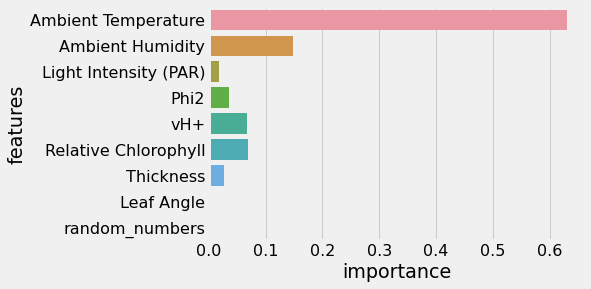 Ambient Temperature
Ambient Humidity
Light Intensity (PAR)
Phi2
vH+
Relative Chlorophyll
Thickness
Leaf Angle
random_numbers
features
0.0 0.1 0.2 0.3 0.4 0.5 0.6
importance